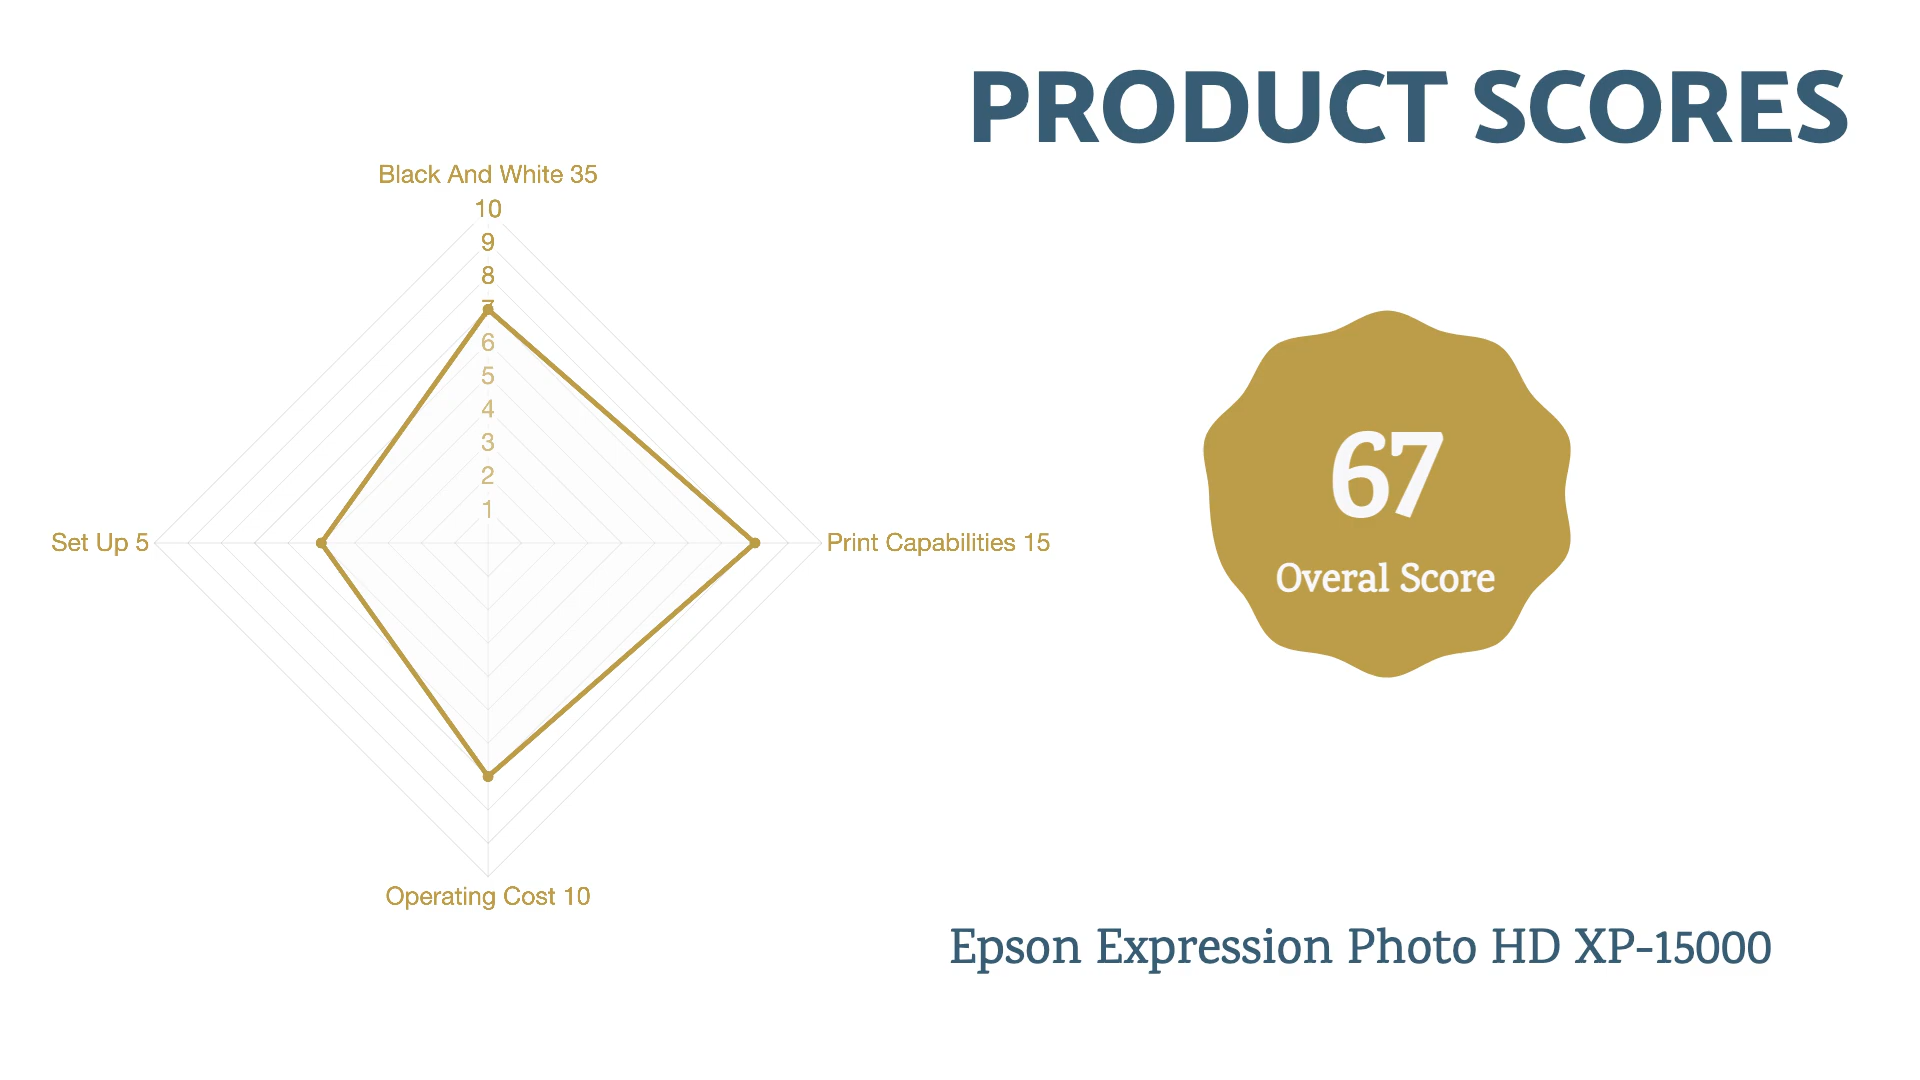 PRODUCT SCORES
Black And White 35
10
9
8
7
6
5
4
3
2
1
Set Up 5
Print Capabilities 15
Operating Cost 10
67
Overal Score
Epson Expression Photo HD XP-15000